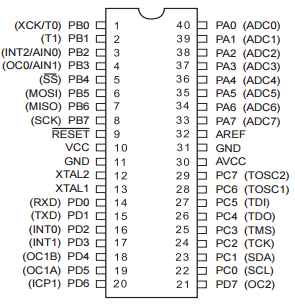 (XCK/T0) PB0 1 40 PA0 (ADC0)
(T1) PB1 2 39 PA1 (ADC1)
(INT2/AIN0) PB2 3 38 PA2 (ADC2)
(OC0/AIN1) PB3 4 37 PA3 (ADC3)
(SS) PB4 5 36 PA4 (ADC4)
(MOSI) PB5 6 35 PA5 (ADC5)
(MISO) PB6 7 34 PA6 (ADC6)
(SCK) PB7 8 33 PA7 (ADC7)
RESET 9 32 AREF
VCC 10 31 GND
GND 11 30 AVCC
XTAL2 12 29 PC7 (TOSC2)
XTAL1 13 28 PC6 (TOSC1)
(RXD) PD0 14 27 PC5 (TDI)
(TXD) PD1 15 26 PC4 (TDO)
(INT0) PD2 16 25 PC3 (TMS)
(INT1) PD3 17 24 PC2 (TCK)
(OC1B) PD4 18 23 PC1 (SDA)
(OC1A) PD5 19 22 PC0 (SCL)
(ICP1) PD6 20 21 PD7 (OC2)